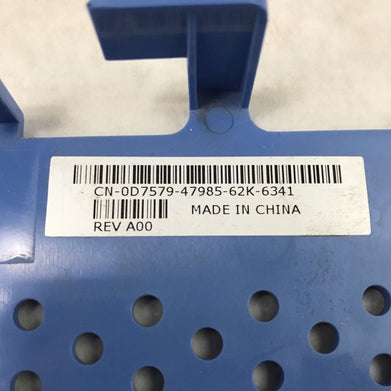 CN-0D7579-47985-62K-6341
MADE IN CHINA
REV A00